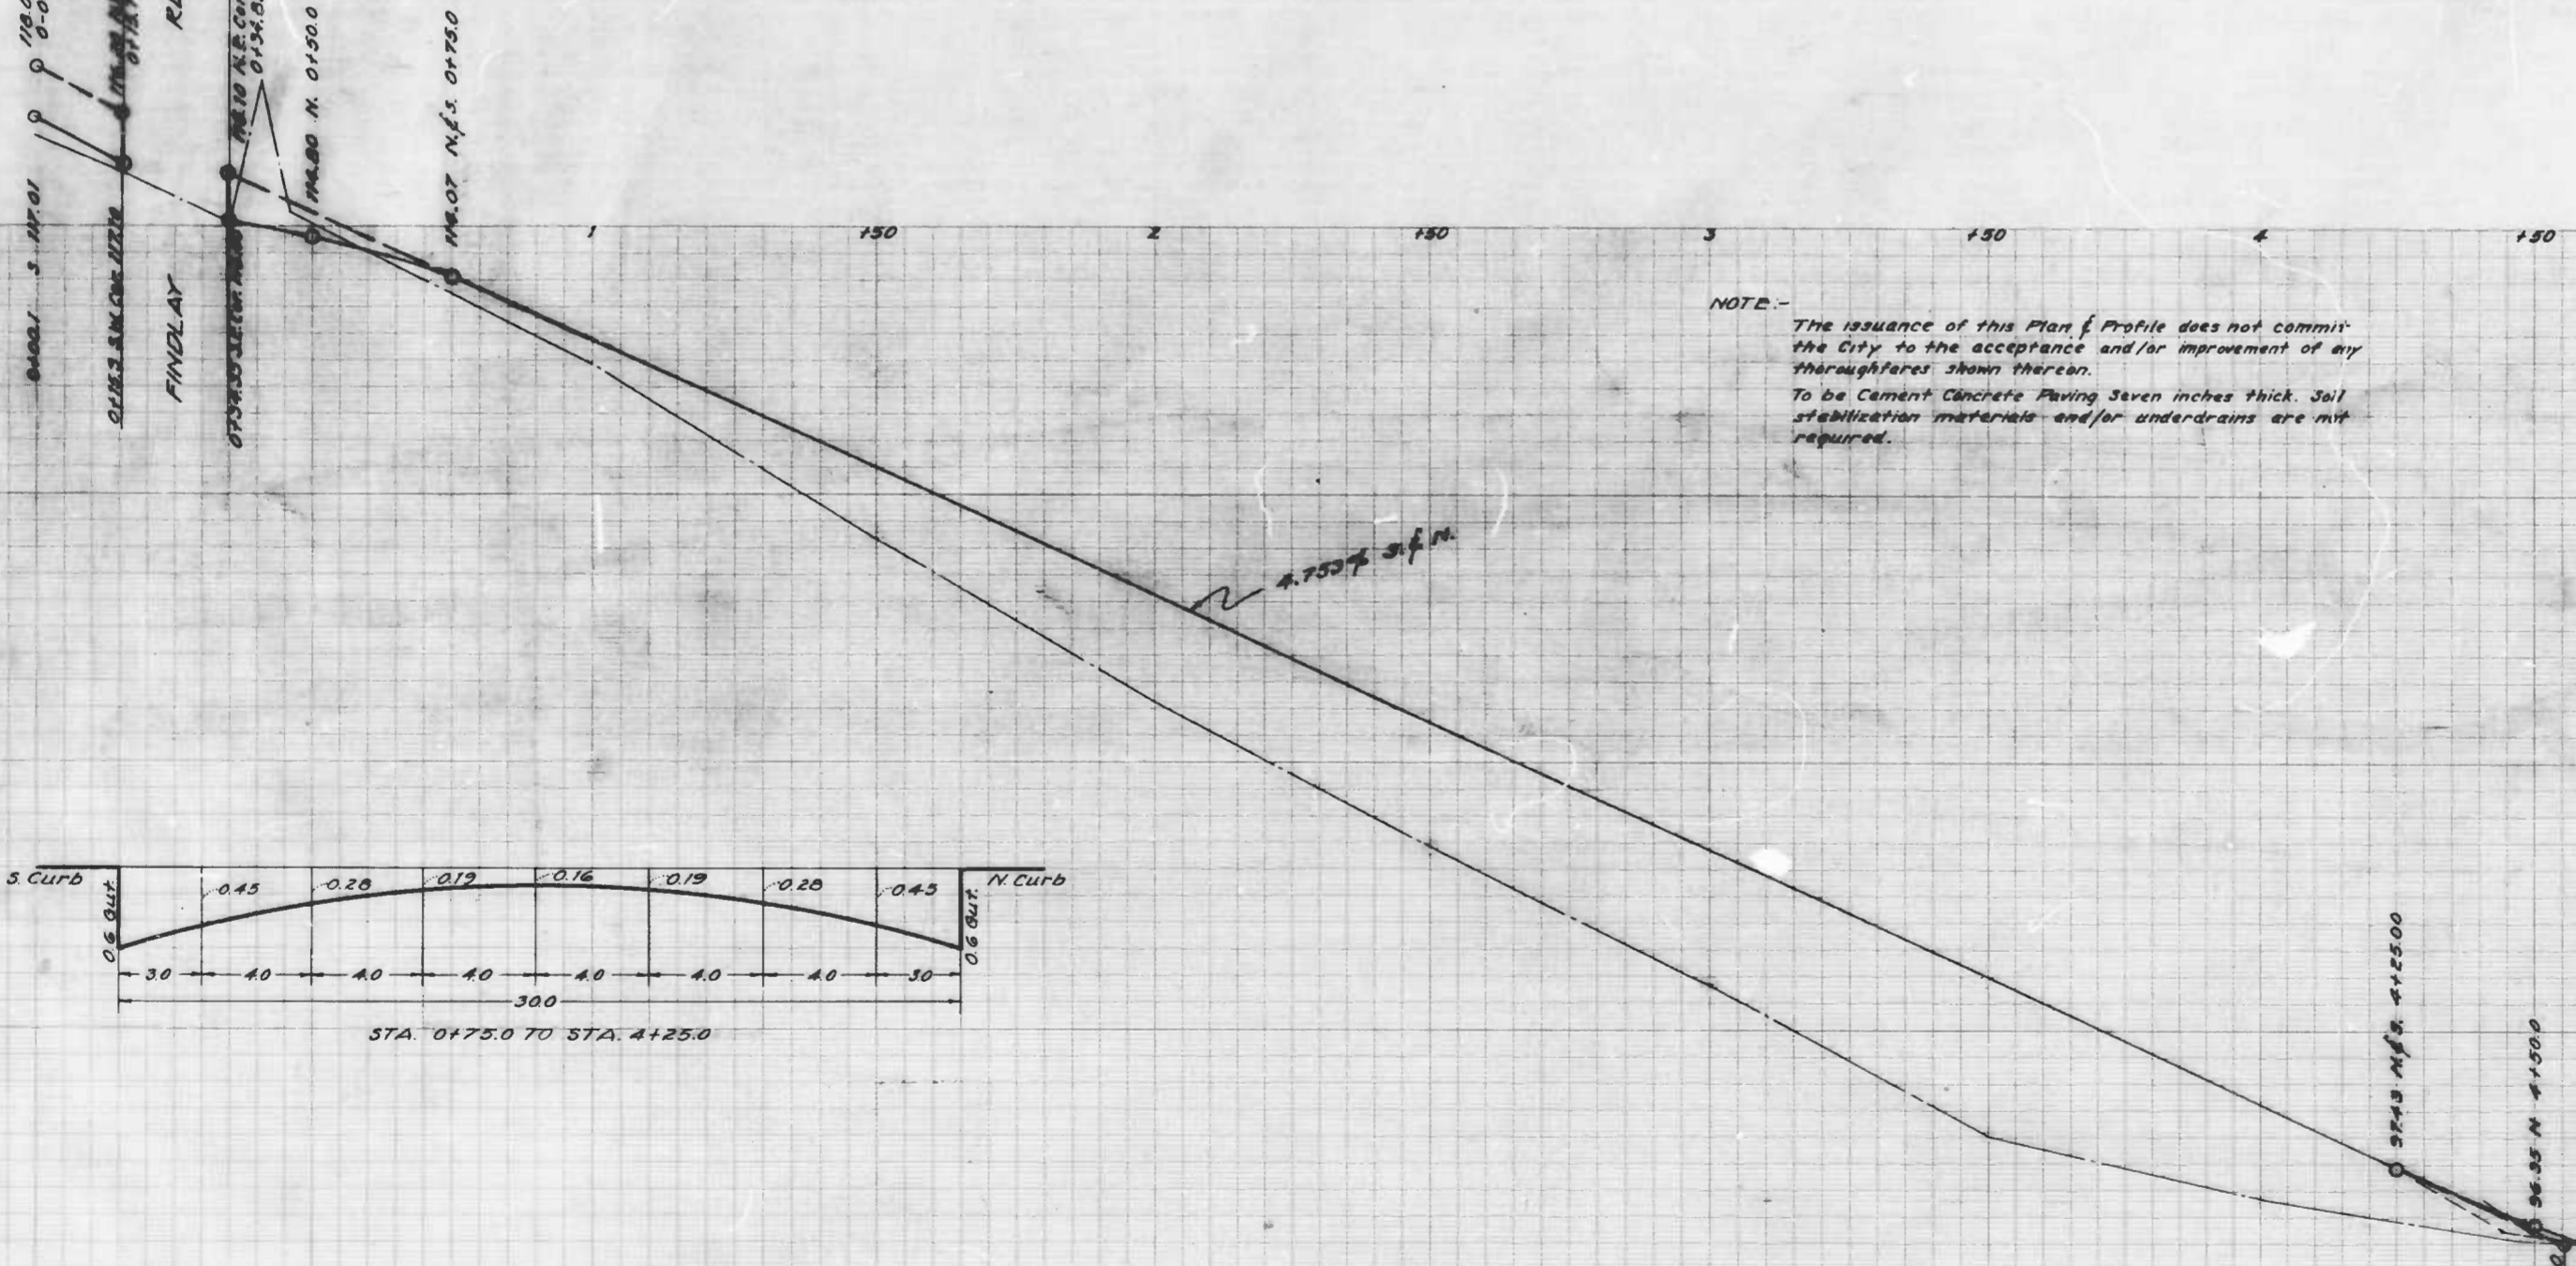 114.80 N. 0+50.0
114.07 N.&S. 0+75.0
S 117.01
FINDLAY
1
+50
2
+50
3
+50
4
+50
NOTE:-
The issuance of this Plan & Profile does not commit
the City to the acceptance and/or improvement of any
thoroughfares shown thereon.
To be Cement Concrete Paving Seven inches thick. Soil
stabilization materials and/or underdrains are not
required.
4.753% S.& N.
S. Curb
0.6 Gut.
0.45
0.28
0.19
0.16
0.19
0.28
0.45
N. Curb
0.6 Gut.
3.0
4.0
4.0
4.0
4.0
4.0
4.0
3.0
30.0
STA. 0+75.0 TO STA. 4+25.0
97.43 N.&S. 4+25.00
96.35 N 4+50.0